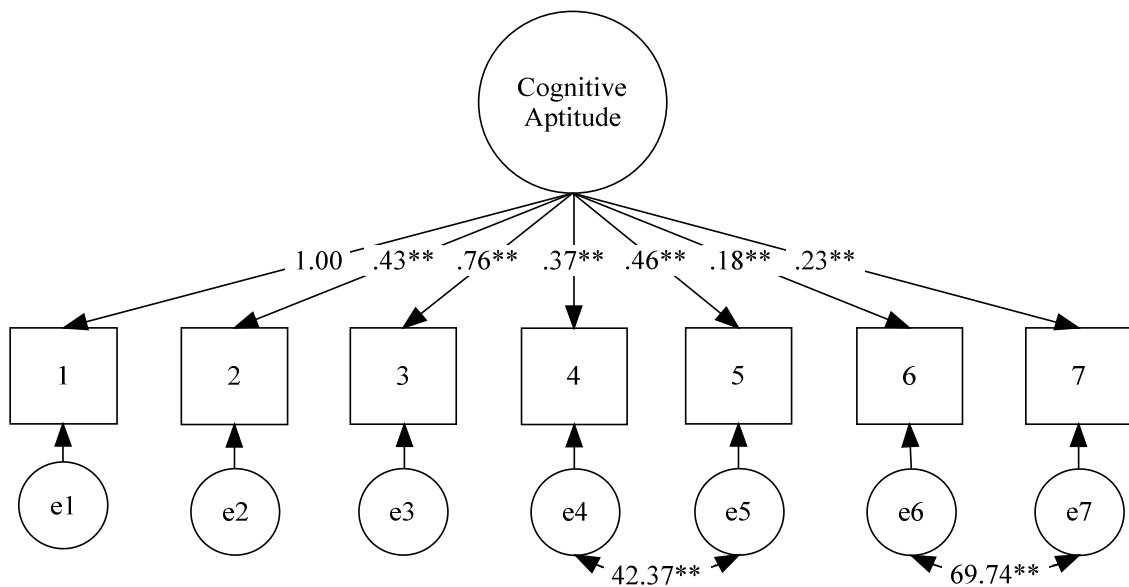 Cognitive
Aptitude
1.00 .43** .76** .37** .46** .18** .23**
1 2 3 4 5 6 7
e1 e2 e3 e4 e5 e6 e7
42.37** 69.74**